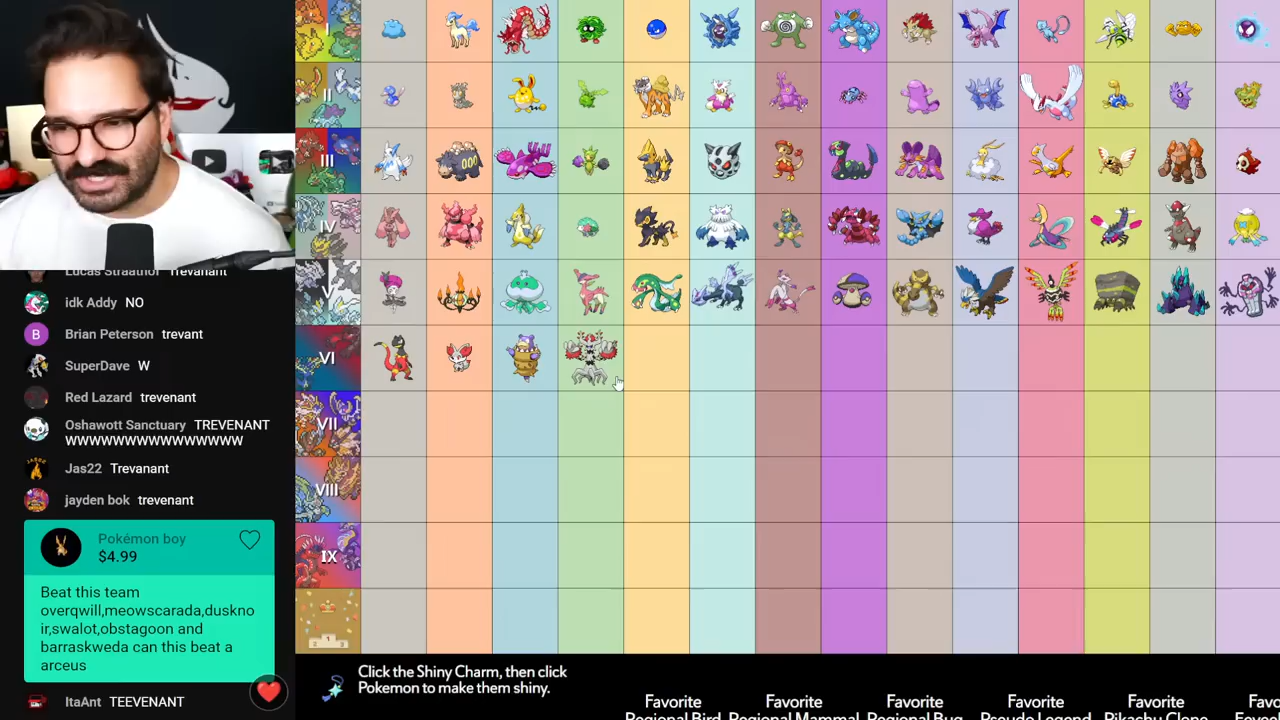 I
II
III
IV
V
VI
VII
VIII
IX
Lucas Straathof Trevenant
idk Addy NO
Brian Peterson trevant
SuperDave W
Red Lazard trevenant
Oshawott Sanctuary TREVENANT
WWWWWWWWWWWWWWW
Jas22 Trevanant
jayden bok trevenant
Pokémon boy
$4.99
Beat this team
overqwill,meowscarada,duskno
ir,swalot,obstagoon and
barraskweda can this beat a
arceus
ItaAnt TEEVENANT
Click the Shiny Charm, then click
Pokemon to make them shiny.
Favorite
Regional Bird
Favorite
Regional Mammal
Favorite
Regional Bug
Favorite
Pseudo Legend
Favorite
Pikachu Clone